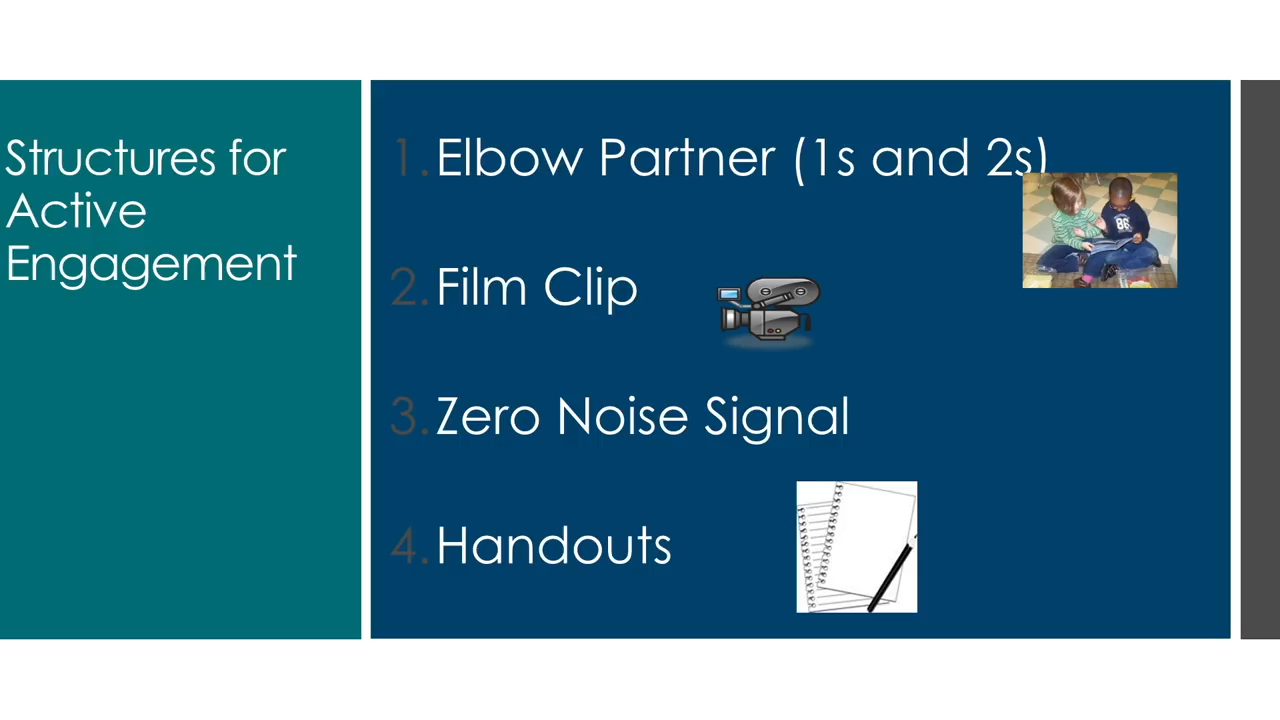 Structures for
Active
Engagement
1. Elbow Partner (1s and 2s)
86
2. Film Clip
3. Zero Noise Signal
4. Handouts